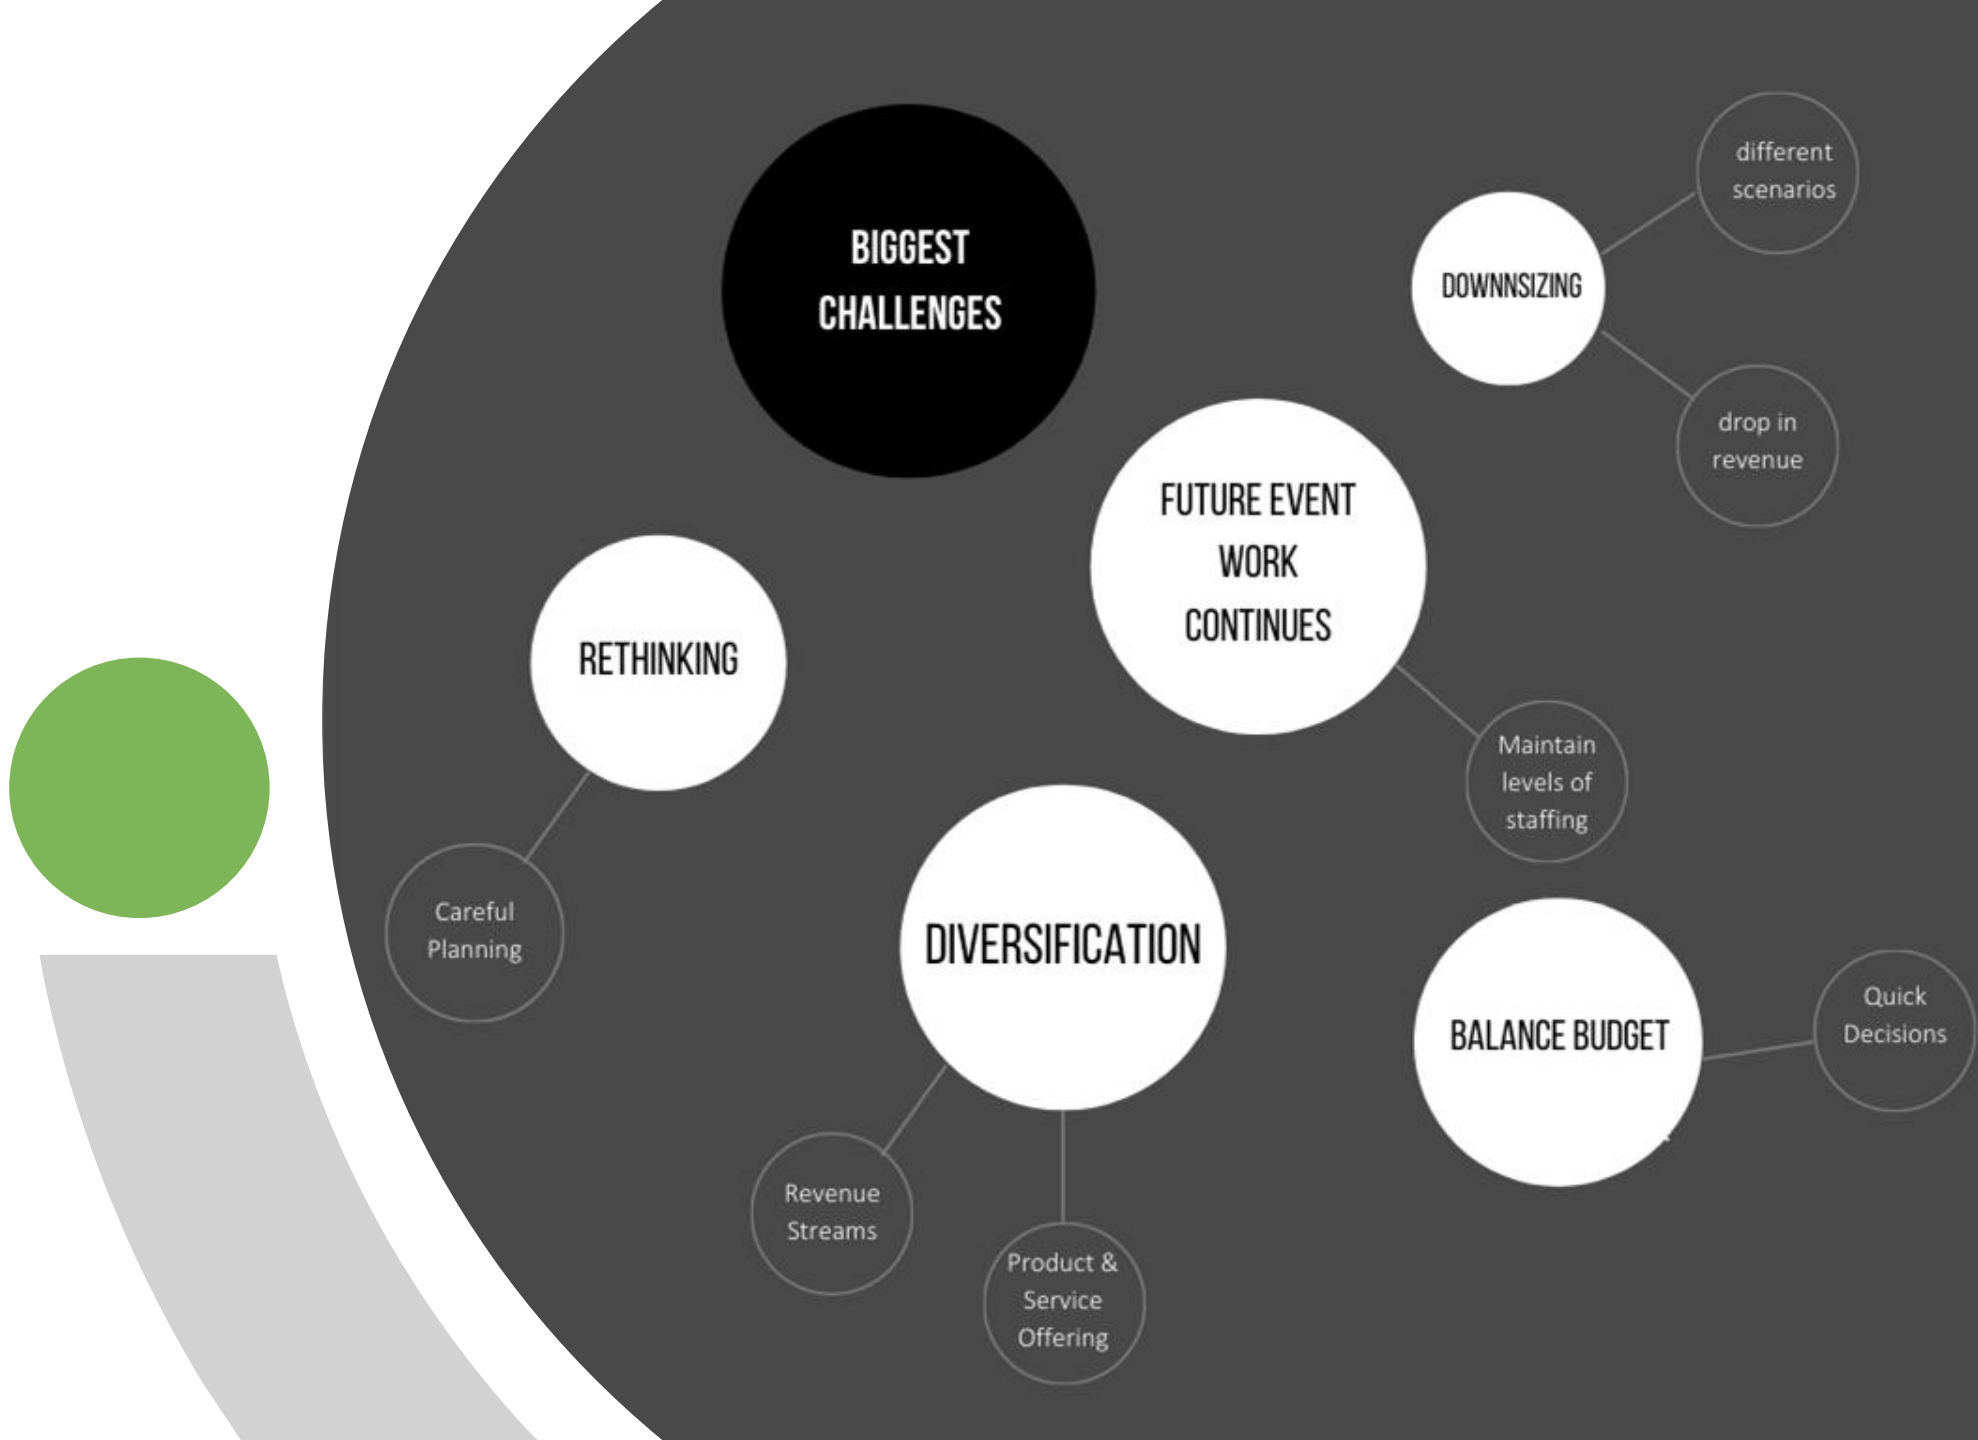 BIGGEST
CHALLENGES
different
scenarios
DOWNNSIZING
drop in
revenue
FUTURE EVENT
WORK
CONTINUES
Maintain
levels of
staffing
RETHINKING
Careful
Planning
DIVERSIFICATION
Revenue
Streams
Product &
Service
Offering
BALANCE BUDGET
Quick
Decisions